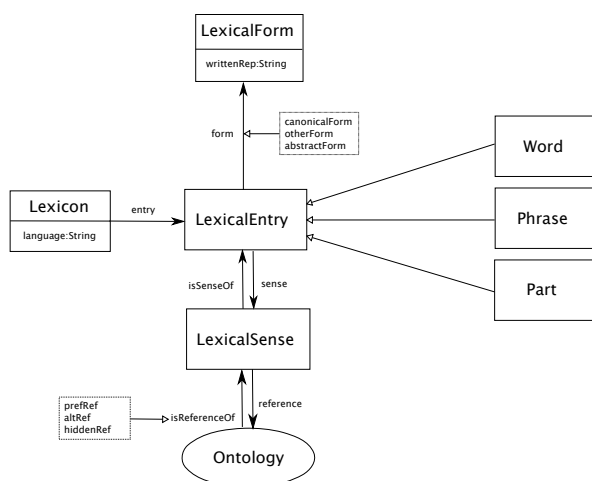 LexicalForm
writtenRep:String
form
canonicalForm
otherForm
abstractForm
Word
Lexicon
language:String
entry
LexicalEntry
Phrase
Part
isSenseOf
sense
LexicalSense
prefRef
altRef
hiddenRef
isReferenceOf
reference
Ontology